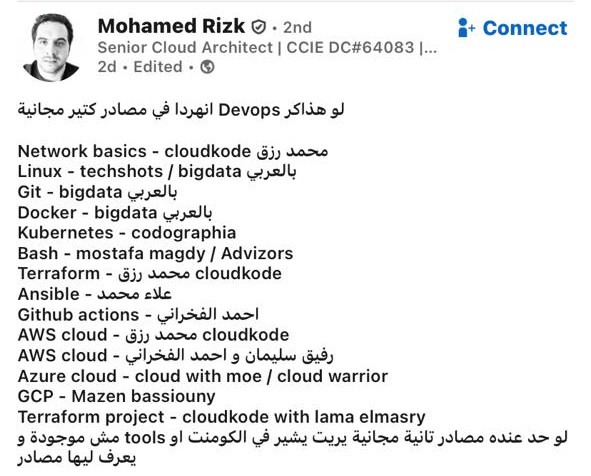 Mohamed Rizk • 2nd
Connect
Senior Cloud Architect | CCIE DC#64083 |...
2d • Edited •
لو هذاكر Devops انهردا في مصادر كتير مجانية
Network basics - cloudkode محمد رزق
Linux - techshots / bigdata بالعربي
Git - bigdata بالعربي
Docker - bigdata بالعربي
Kubernetes - codographia
Bash - mostafa magdy / Advizors
Terraform - محمد رزق cloudkode
Ansible - علاء محمد
Github actions - احمد الفخراني
AWS cloud - محمد رزق cloudkode
AWS cloud - رفيق سليمان و احمد الفخراني
Azure cloud - cloud with moe / cloud warrior
GCP - Mazen bassiouny
Terraform project - cloudkode with lama elmasry
لو حد عنده مصادر تانية مجانية يريت يشير في الكومنت او tools مش موجودة و
يعرف ليها مصادر